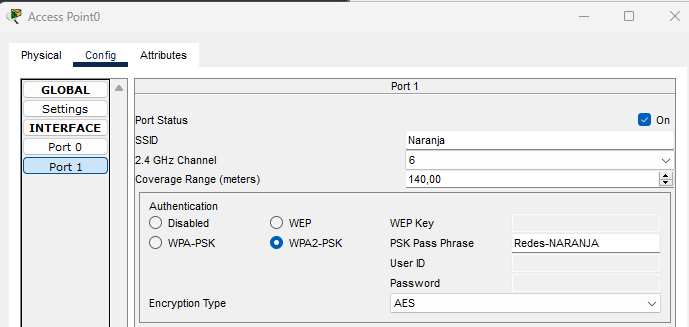 Access Point0
Physical Config Attributes
GLOBAL
Settings
INTERFACE
Port 0
Port 1
Port 1
Port Status On
SSID Naranja
2.4 GHz Channel 6
Coverage Range (meters) 140,00
Authentication
Disabled WEP WEP Key
WPA-PSK WPA2-PSK PSK Pass Phrase Redes-NARANJA
User ID
Password
Encryption Type AES